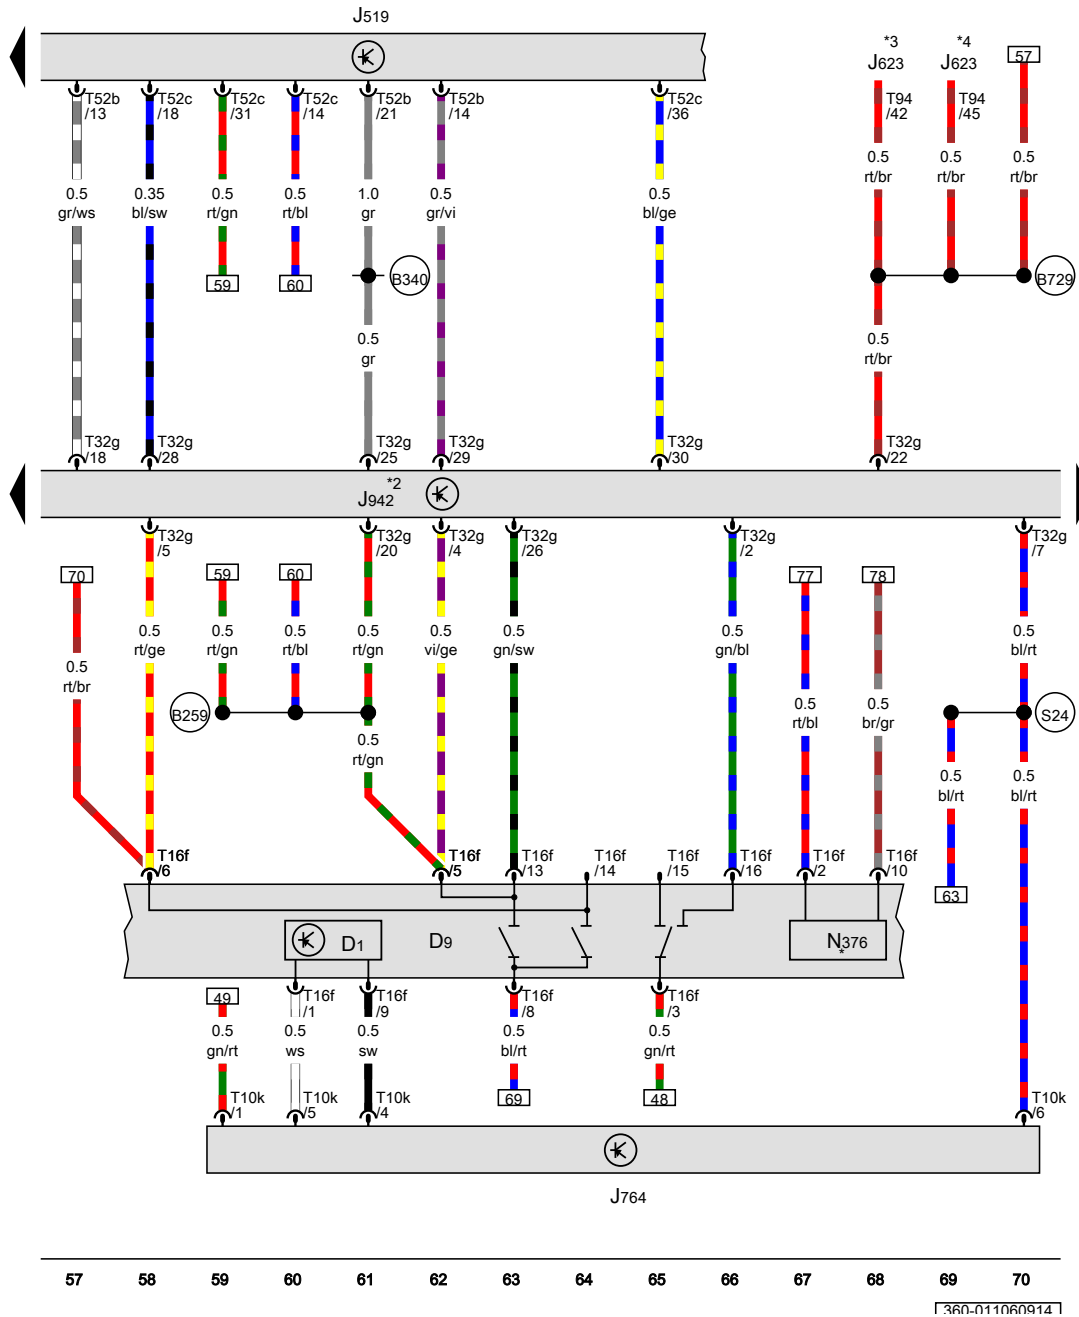 J519
*3
*4
J623
J623
57
T52b
/13
T52c
/18
T52c
/31
T52c
/14
T52b
/21
T52b
/14
T52c
/36
T94
/42
T94
/45
0.5
rt/br
0.5
rt/br
0.5
rt/br
0.5
gr/ws
0.35
bl/sw
0.5
rt/gn
0.5
rt/bl
1.0
gr
0.5
gr/vi
0.5
bl/ge
59
60
B340
B729
0.5
gr
0.5
rt/br
T32g
/18
T32g
/28
T32g
/25
T32g
/29
T32g
/30
T32g
/22
J942
*2
T32g
/5
T32g
/20
T32g
/4
T32g
/26
T32g
/2
T32g
/7
70
59
60
77
78
0.5
rt/ge
0.5
rt/gn
0.5
rt/bl
0.5
rt/gn
0.5
vi/ge
0.5
gn/sw
0.5
gn/bl
0.5
bl/rt
0.5
rt/br
0.5
rt/bl
0.5
br/gr
B259
S24
0.5
rt/gn
0.5
bl/rt
0.5
bl/rt
T16f
/6
T16f
/5
T16f
/13
T16f
/14
T16f
/15
T16f
/16
T16f
/2
T16f
/10
63
D1
D9
N376
*
49
T16f
/1
T16f
/9
T16f
/8
T16f
/3
0.5
gn/rt
0.5
ws
0.5
sw
0.5
bl/rt
0.5
gn/rt
69
48
T10k
/1
T10k
/5
T10k
/4
T10k
/6
J764
57 58 59 60 61 62 63 64 65 66 67 68 69 70
360-011060914